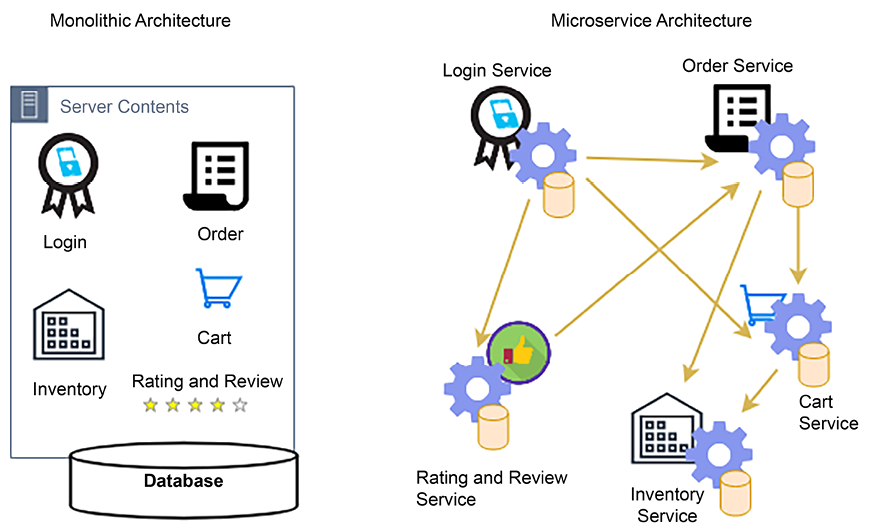 Monolithic Architecture
Server Contents
Login
Order
Inventory
Cart
Rating and Review
Database
Microservice Architecture
Login Service
Order Service
Rating and Review
Service
Inventory
Service
Cart
Service